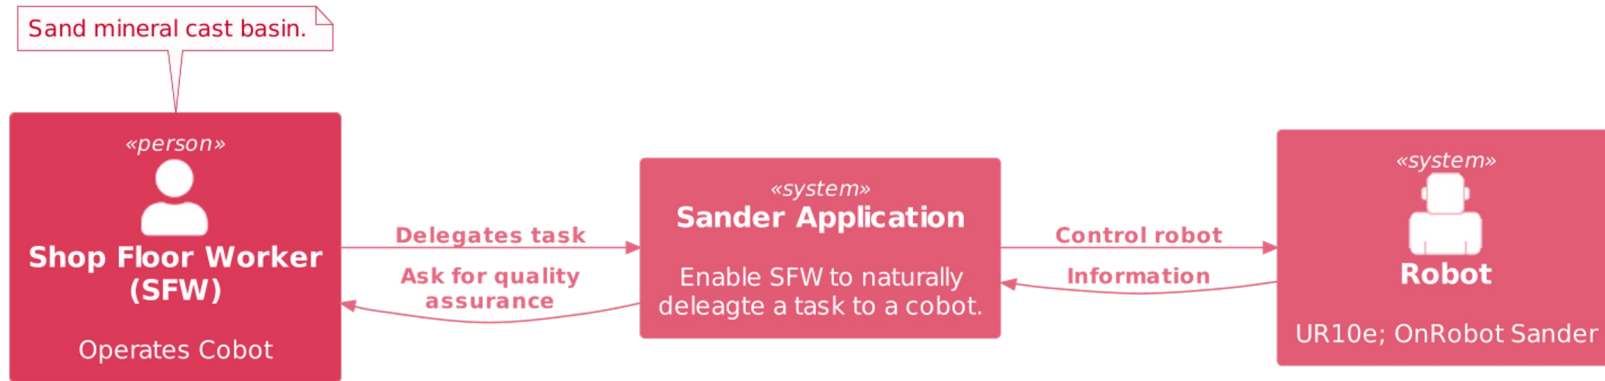 Sand mineral cast basin.
«person»
Shop Floor Worker
(SFW)
Operates Cobot
Delegates task
Ask for quality
assurance
«system»
Sander Application
Enable SFW to naturally
deleagte a task to a cobot.
Control robot
Information
«system»
Robot
UR10e; OnRobot Sander